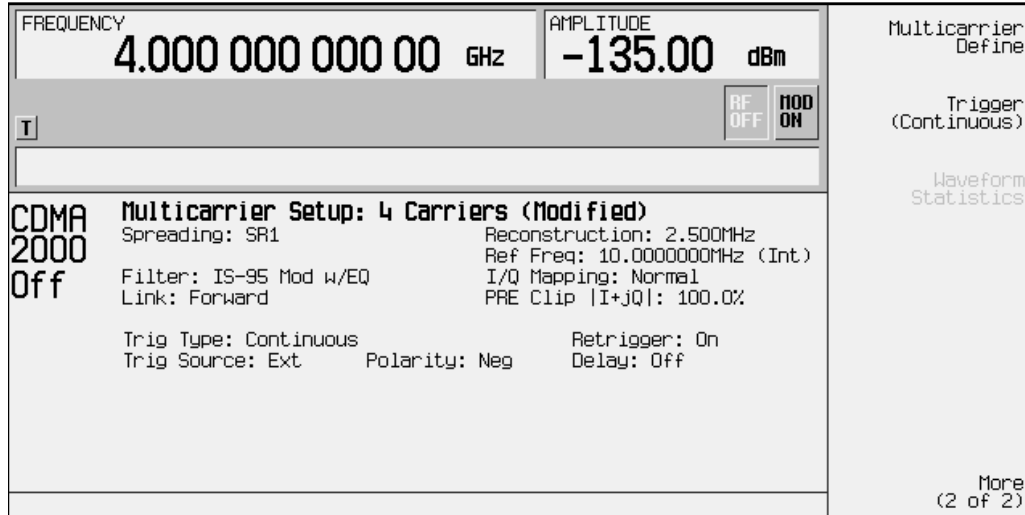 FREQUENCY
4.000 000 000 00 GHz
AMPLITUDE
-135.00 dBm
RF OFF
MOD ON
T
CDMA
2000
Off
Multicarrier Setup: 4 Carriers (Modified)
Spreading: SR1
Reconstruction: 2.500MHz
Ref Freq: 10.0000000MHz (Int)
Filter: IS-95 Mod w/EQ
I/Q Mapping: Normal
Link: Forward
PRE Clip |I+jQ|: 100.0%
Trig Type: Continuous
Retrigger: On
Trig Source: Ext
Polarity: Neg
Delay: Off
Multicarrier
Define
Trigger
(Continuous)
Waveform
Statistics
More
(2 of 2)